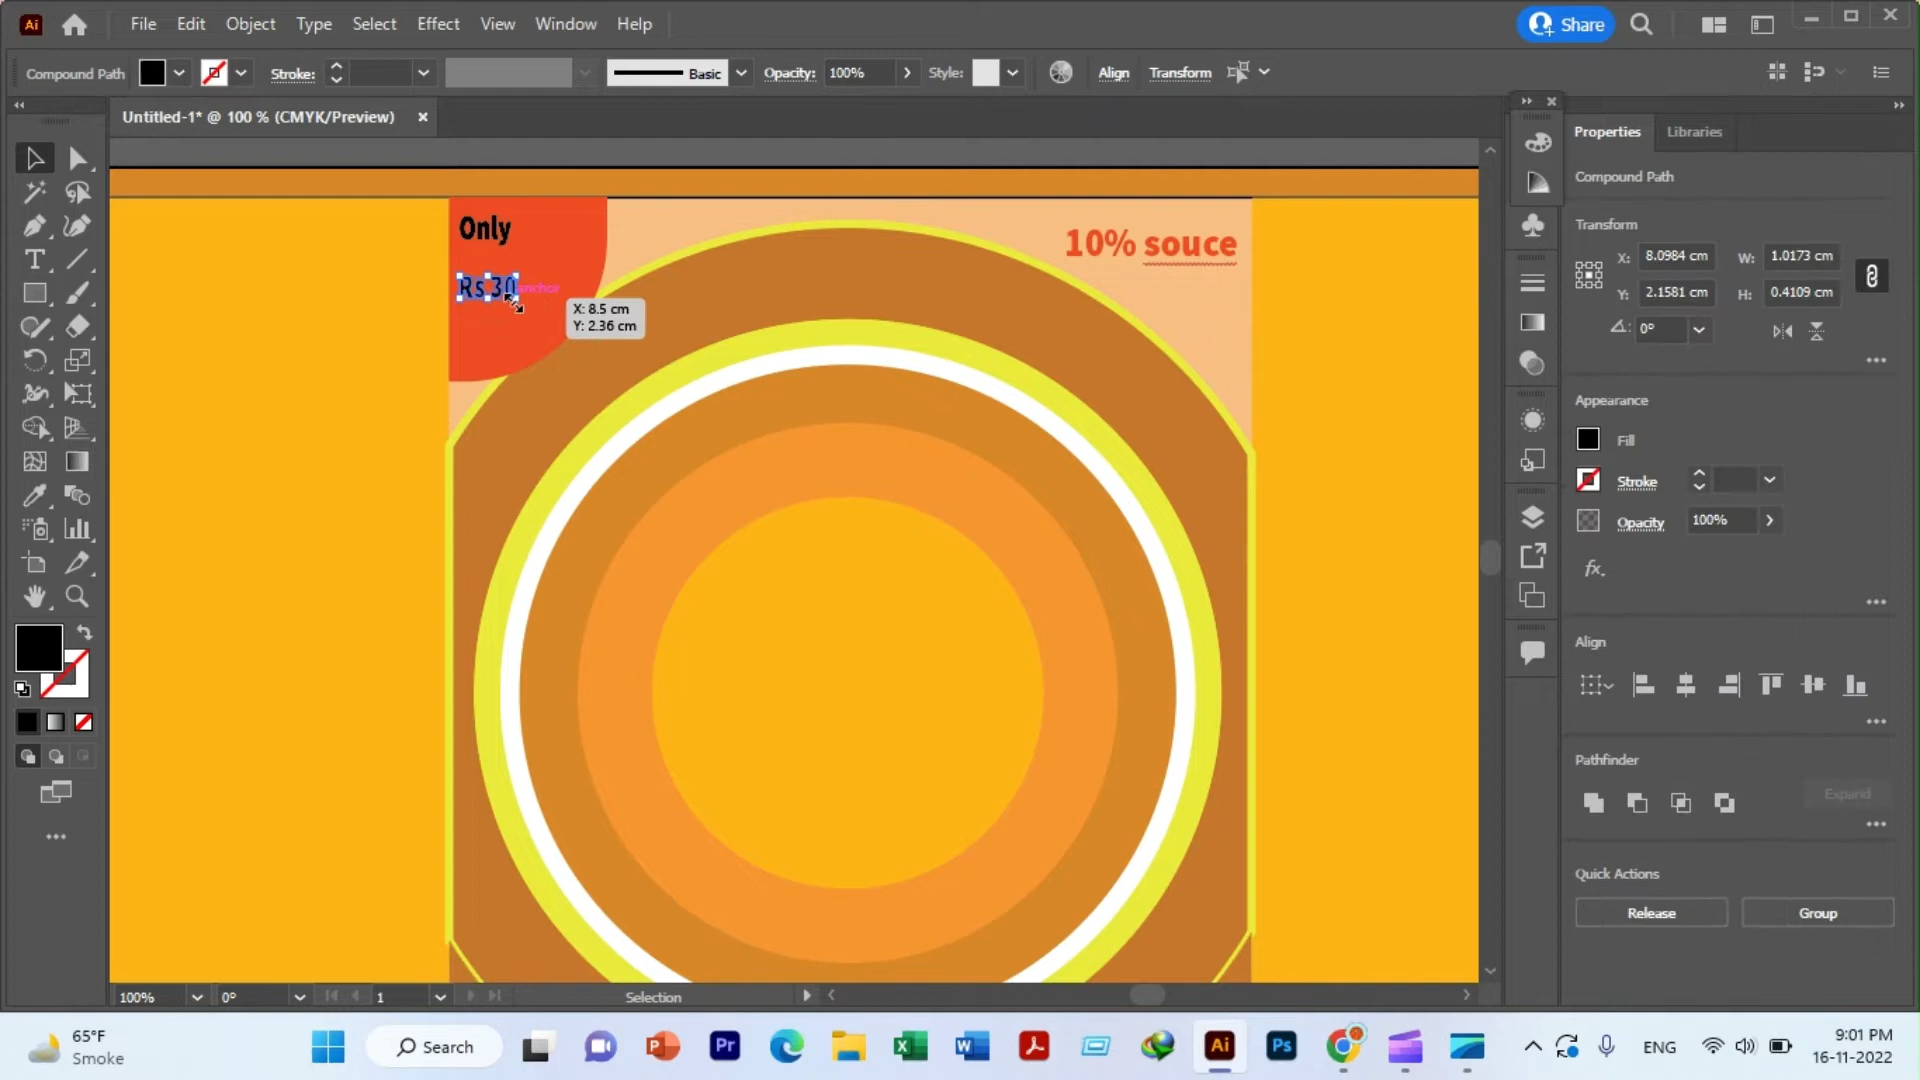 Ai File Edit Object Type Select Effect View Window Help Share
Compound Path Stroke: Basic Opacity: 100% Style: Align Transform
Untitled-1* @ 100 % (CMYK/Preview)
Only
Rs 30
anchor
X: 8.5 cm
Y: 2.36 cm
10% souce
Properties Libraries
Compound Path
Transform
X: 8.0984 cm W: 1.0173 cm
Y: 2.1581 cm H: 0.4109 cm
0°
Appearance
Fill
Stroke
Opacity 100%
fx.
Align
Pathfinder
Expand
Quick Actions
Release Group
100% 0° 1 Selection
65°F
Smoke
Search
P Pr X W Ai Ps
ENG
9:01 PM
16-11-2022